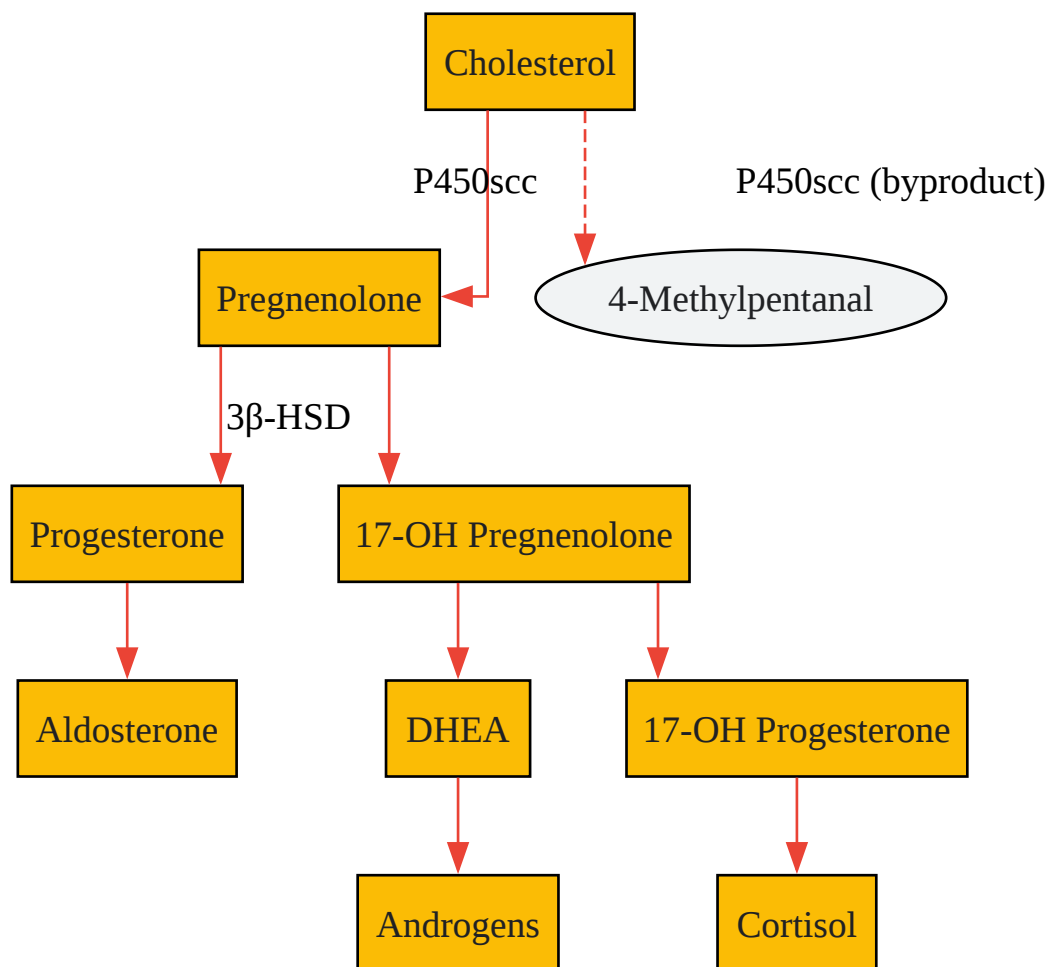 Cholesterol
P450scc
P450scc (byproduct)
Pregnenolone
4-Methylpentanal
3β-HSD
Progesterone
17-OH Pregnenolone
Aldosterone
DHEA
17-OH Progesterone
Androgens
Cortisol